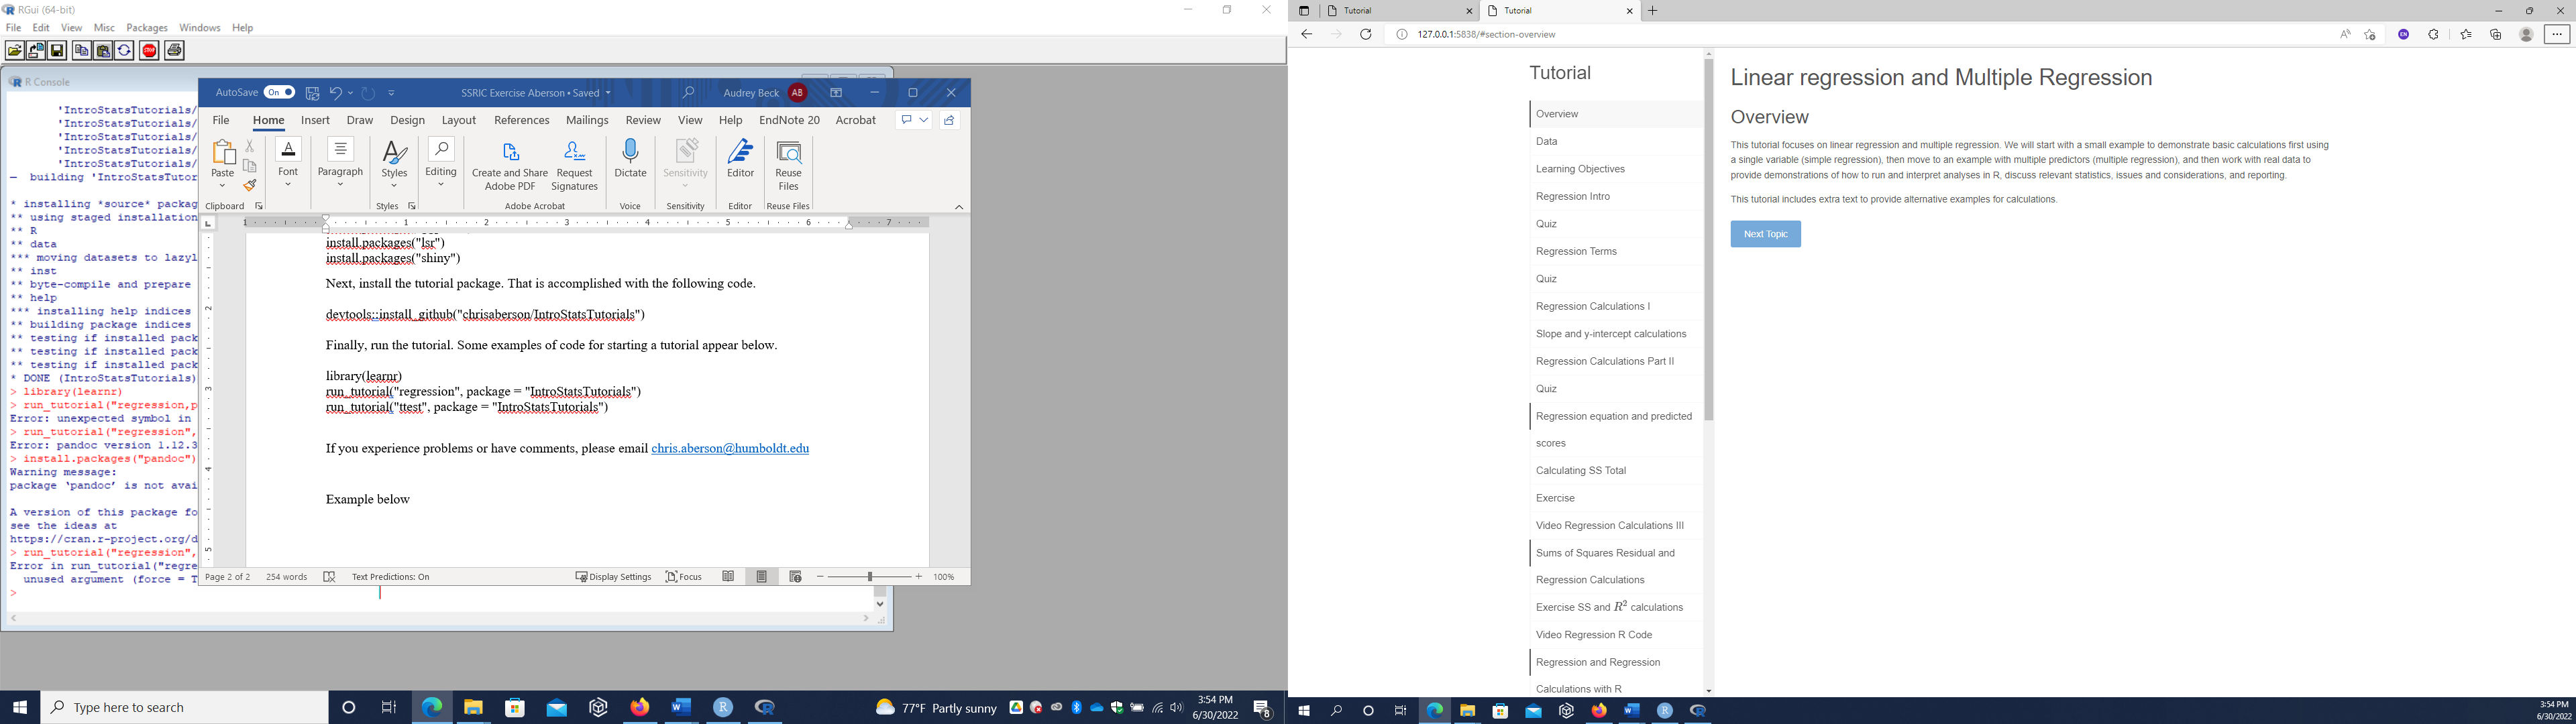 RGui (64-bit)
File Edit View Misc Packages Windows Help
STOP
R Console
'IntroStatsTutorials/
'IntroStatsTutorials/
'IntroStatsTutorials/
'IntroStatsTutorials/
'IntroStatsTutorials/
– building 'IntroStatsTutor
* installing *source* packag
** using staged installation
** R
** data
*** moving datasets to lazyl
** inst
** byte-compile and prepare
** help
*** installing help indices
** building package indices
** testing if installed pack
** testing if installed pack
** testing if installed pack
* DONE (IntroStatsTutorials)
> library(learnr)
> run_tutorial("regression,p
Error: unexpected symbol in
> run_tutorial("regression",
Error: pandoc version 1.12.3
> install.packages("pandoc")
Warning message:
package ‘pandoc’ is not avai
A version of this package fo
see the ideas at
https://cran.r-project.org/d
> run_tutorial("regression",
Error in run_tutorial("regre
unused argument (force = T
>
AutoSave On
SSRIC Exercise Aberson • Saved
Audrey Beck AB
File Home Insert Draw Design Layout References Mailings Review View Help EndNote 20 Acrobat
Paste
Font
Paragraph
Styles
Editing
Create and Share
Adobe PDF
Request
Signatures
Dictate
Sensitivity
Editor
Reuse
Files
Clipboard Styles Adobe Acrobat Voice Sensitivity Editor Reuse Files
1 1 2 3 4 5 6 7
install.packages("lsr")
install.packages("shiny")
Next, install the tutorial package. That is accomplished with the following code.
devtools::install_github("chrisaberson/IntroStatsTutorials")
Finally, run the tutorial. Some examples of code for starting a tutorial appear below.
library(learnr)
run_tutorial("regression", package = "IntroStatsTutorials")
run_tutorial("ttest", package = "IntroStatsTutorials")
If you experience problems or have comments, please email chris.aberson@humboldt.edu
Example below
2
3
4
5
Page 2 of 2 254 words Text Predictions: On Display Settings Focus 100%
Type here to search
77°F Partly sunny
3:54 PM
6/30/2022
8
Tutorial
Tutorial
127.0.0.1:5838/#section-overview
Tutorial
Overview
Data
Learning Objectives
Regression Intro
Quiz
Regression Terms
Quiz
Regression Calculations I
Slope and y-intercept calculations
Regression Calculations Part II
Quiz
Regression equation and predicted
scores
Calculating SS Total
Exercise
Video Regression Calculations III
Sums of Squares Residual and
Regression Calculations
Exercise SS and R² calculations
Video Regression R Code
Regression and Regression
Calculations with R
Linear regression and Multiple Regression
Overview
This tutorial focuses on linear regression and multiple regression. We will start with a small example to demonstrate basic calculations first using
a single variable (simple regression), then move to an example with multiple predictors (multiple regression), and then work with real data to
provide demonstrations of how to run and interpret analyses in R, discuss relevant statistics, issues and considerations, and reporting.
This tutorial includes extra text to provide alternative examples for calculations.
Next Topic
3:54 PM
6/30/2022